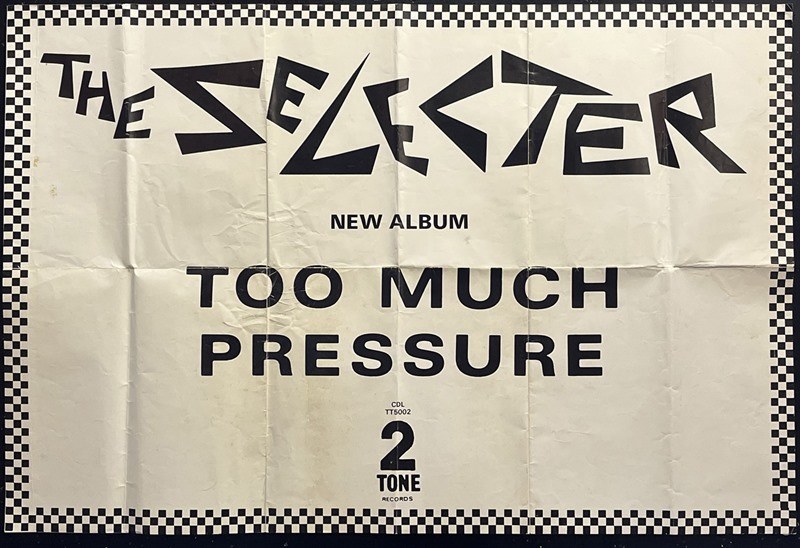 THE SELECTER
NEW ALBUM
TOO MUCH
PRESSURE
CDL
TT5002
2
TONE
RECORDS